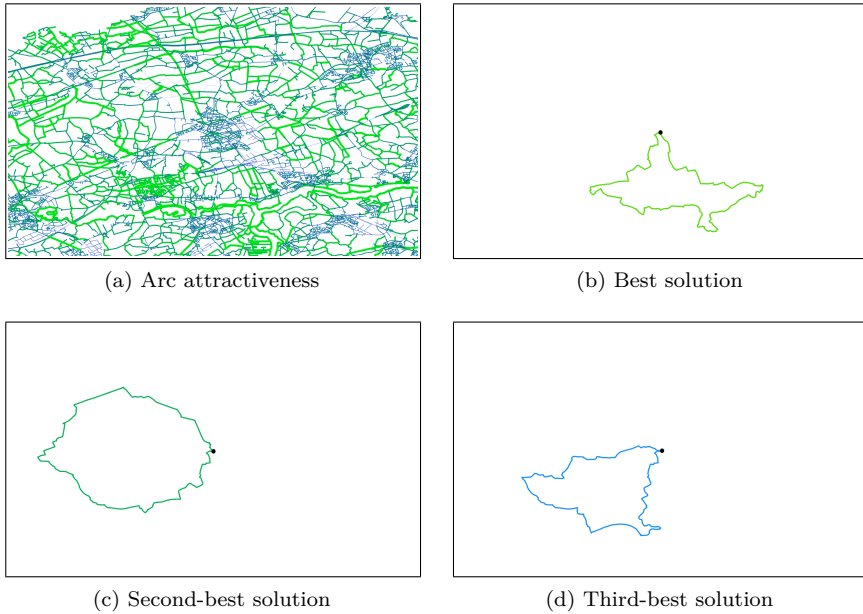 (a) Arc attractiveness
(b) Best solution
(c) Second-best solution
(d) Third-best solution